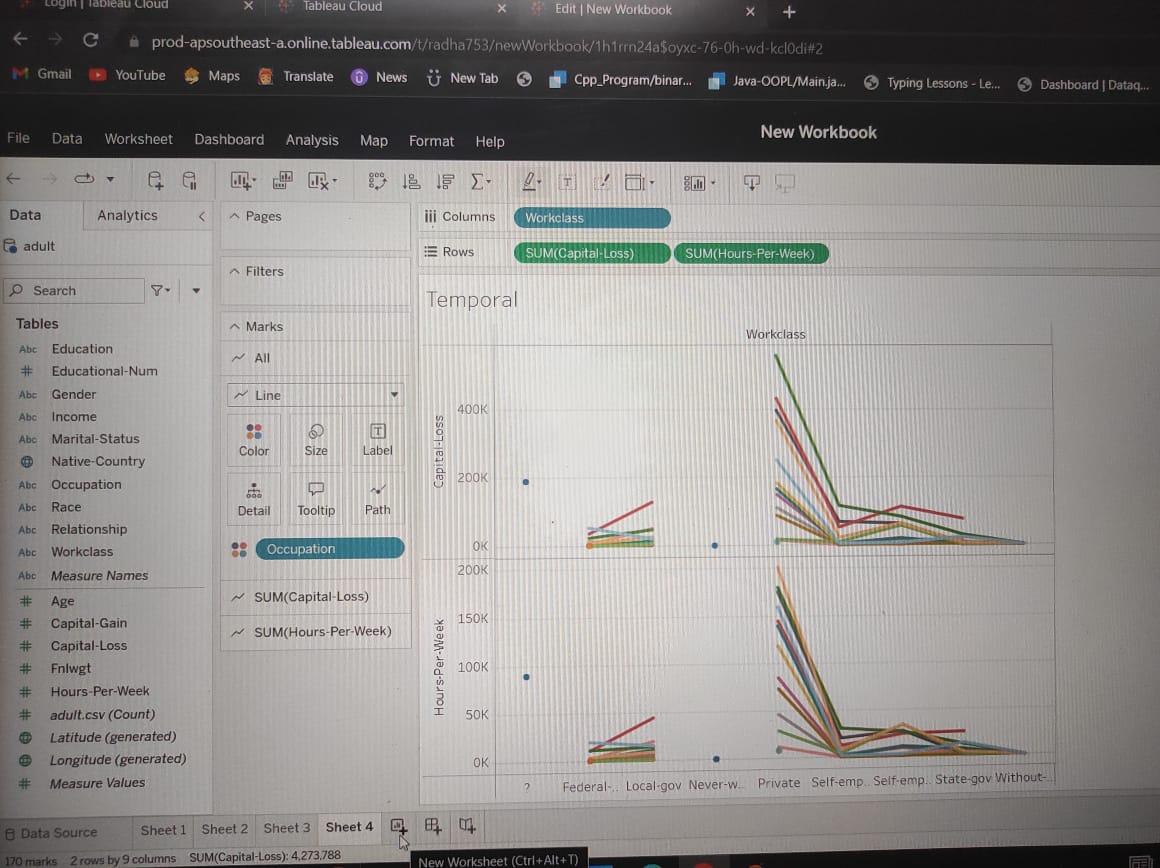 Login | Tableau Cloud
Tableau Cloud
Edit | New Workbook
prod-apsoutheast-a.online.tableau.com/t/radha753/newWorkbook/1h1rrn24a$oyxc-76-0h-wd-kcl0di#2
Gmail YouTube Maps Translate News New Tab Cpp_Program/binar... Java-OOPL/Main.ja... Typing Lessons - Le... Dashboard | Dataq...
New Workbook
File Data Worksheet Dashboard Analysis Map Format Help
Data Analytics
adult
Search
Tables
Abc Education
# Educational-Num
Abc Gender
Abc Income
Abc Marital-Status
Native-Country
Abc Occupation
Abc Race
Abc Relationship
Abc Workclass
Abc Measure Names
# Age
# Capital-Gain
# Capital-Loss
# Fnlwgt
# Hours-Per-Week
# adult.csv (Count)
Latitude (generated)
Longitude (generated)
# Measure Values
Pages
Filters
Marks
All
Line
Color Size Label
Detail Tooltip Path
Occupation
SUM(Capital-Loss)
SUM(Hours-Per-Week)
Columns Workclass
Rows SUM(Capital-Loss) SUM(Hours-Per-Week)
Temporal
Workclass
Capital-Loss
400K
200K
0K
Hours-Per-Week
200K
150K
100K
50K
0K
? Federal-.. Local-gov Never-w.. Private Self-emp.. Self-emp.. State-gov Without-..
Data Source Sheet 1 Sheet 2 Sheet 3 Sheet 4
170 marks 2 rows by 9 columns SUM(Capital-Loss): 4,273,788
New Worksheet (Ctrl+Alt+T)